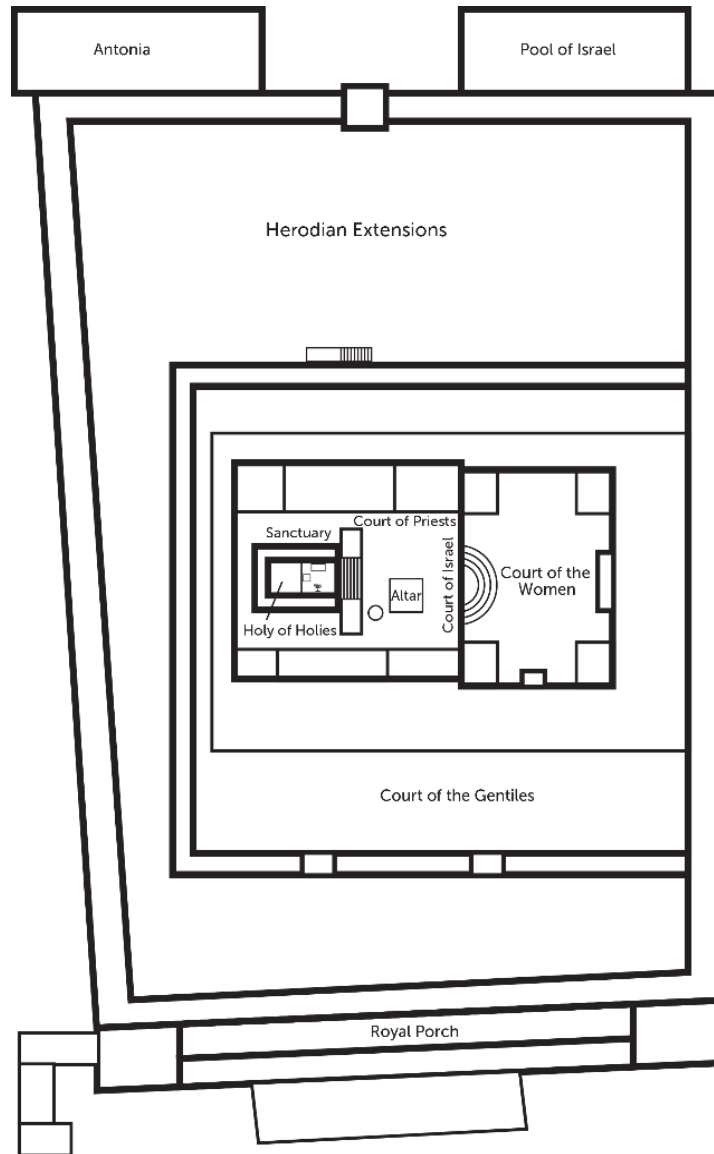 Antonia
Pool of Israel
Herodian Extensions
Court of Priests
Sanctuary
Court of Israel
Court of the
Women
Altar
Holy of Holies
Court of the Gentiles
Royal Porch